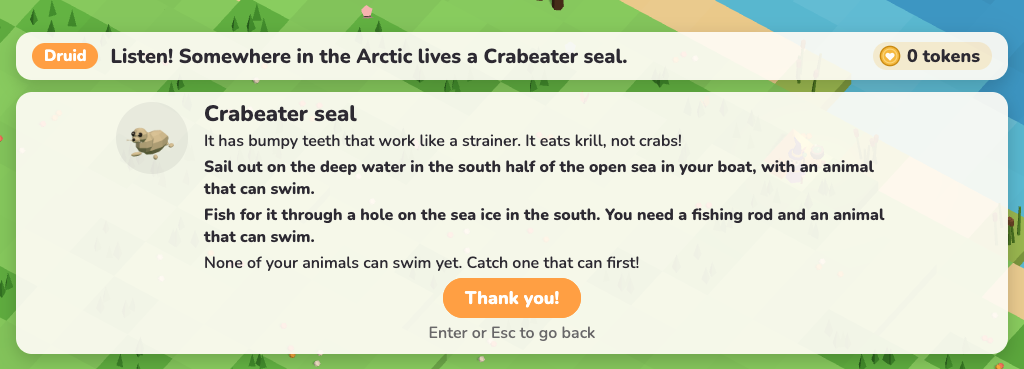 Druid
Listen! Somewhere in the Arctic lives a Crabeater seal.
0 tokens
Crabeater seal
It has bumpy teeth that work like a strainer. It eats krill, not crabs!
Sail out on the deep water in the south half of the open sea in your boat, with an animal
that can swim.
Fish for it through a hole on the sea ice in the south. You need a fishing rod and an animal
that can swim.
None of your animals can swim yet. Catch one that can first!
Thank you!
Enter or Esc to go back